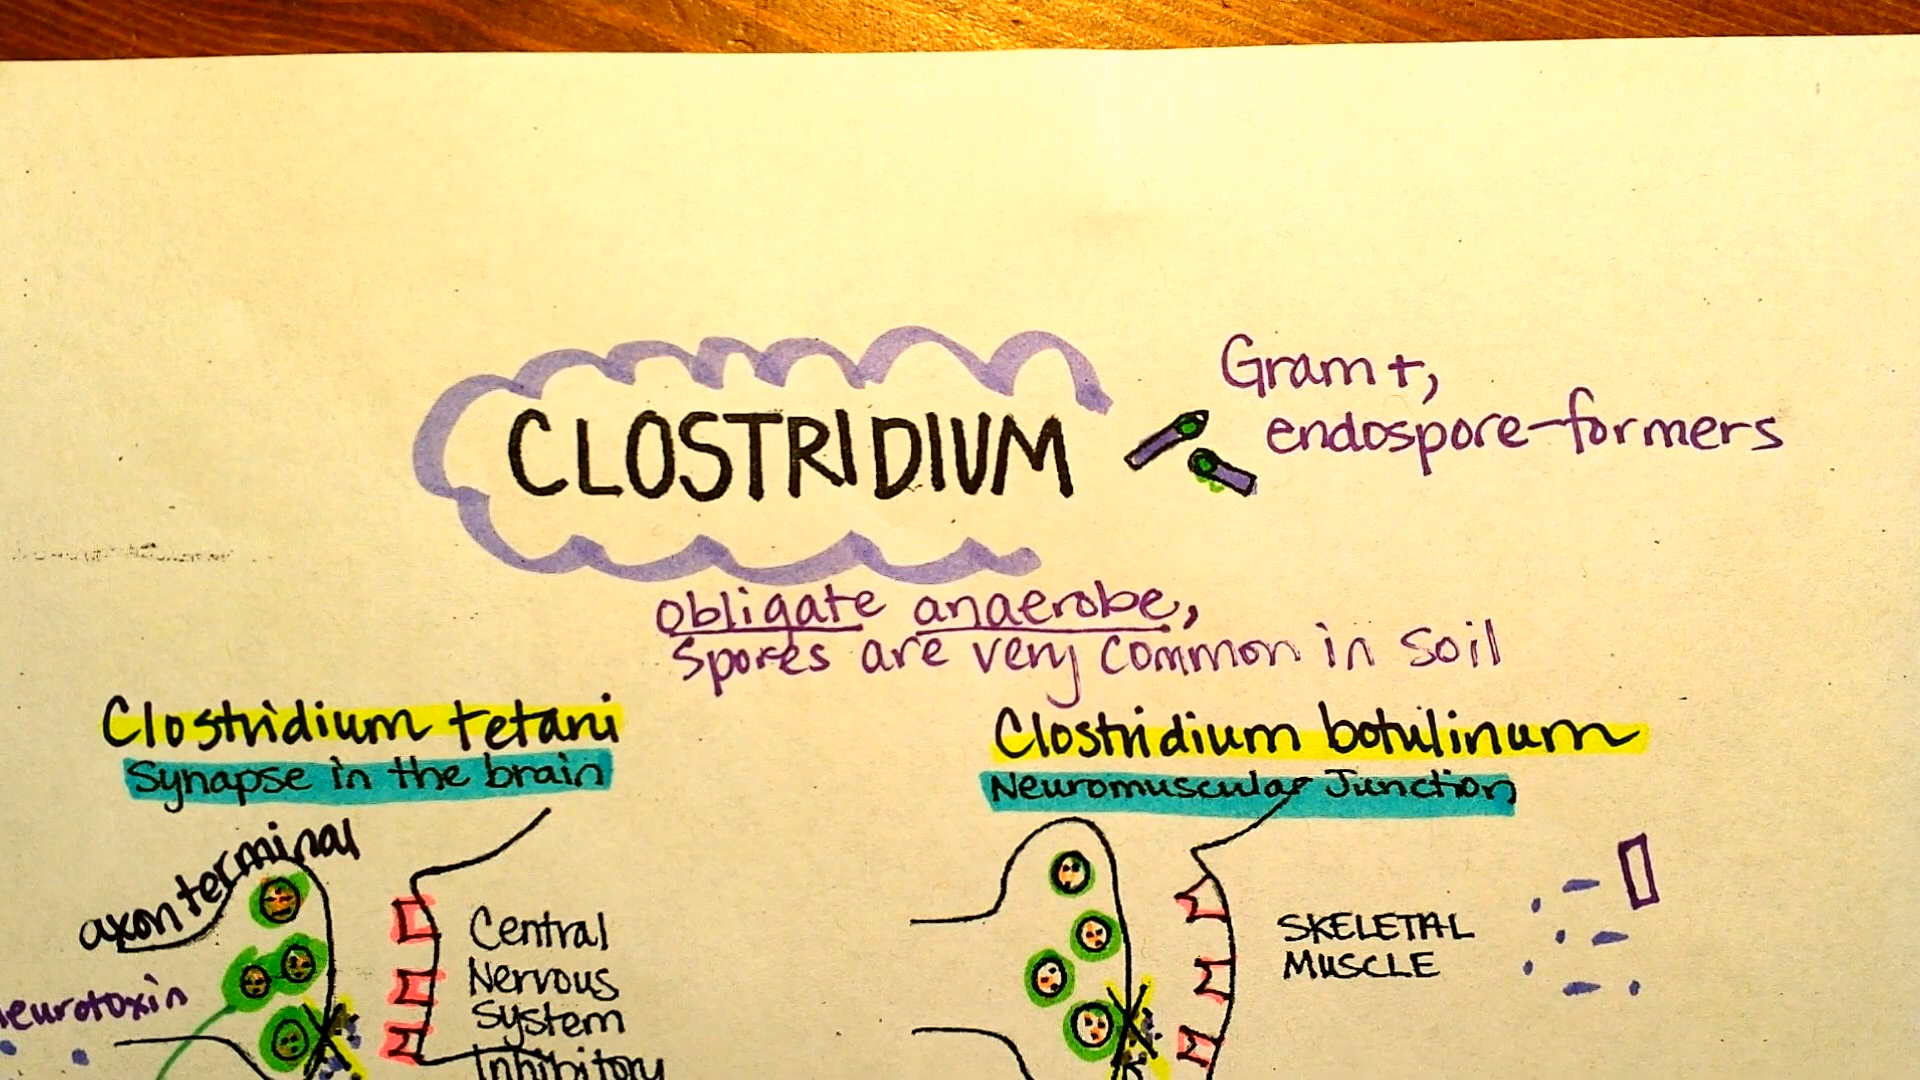 CLOSTRIDIUM
Gram +,
endospore-formers
obligate anaerobe,
spores are very common in soil
Clostridium tetani
Synapse in the brain
axon terminal
Central
Nervous
System
Inhibitory
neurotoxin
Clostridium botulinum
Neuromuscular Junction
SKELETAL
MUSCLE